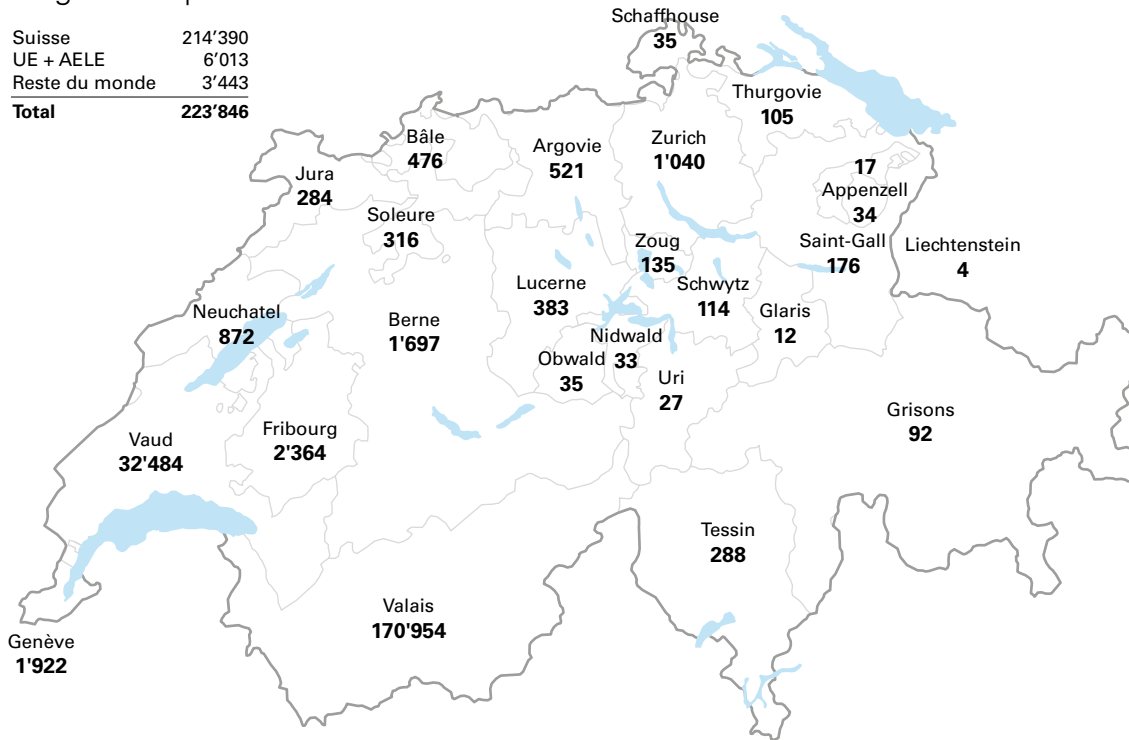 Suisse 214’390
UE + AELE 6’013
Reste du monde 3’443
Total 223’846
Schaffhouse
35
Thurgovie
105
Bâle
476
Argovie
521
Zurich
1'040
17
Appenzell
34
Jura
284
Soleure
316
Zoug
135
Saint-Gall
176
Liechtenstein
4
Lucerne
383
Schwytz
114
Neuchatel
872
Berne
1'697
Glaris
12
Nidwald
33
Obwald
35
Uri
27
Grisons
92
Vaud
32'484
Fribourg
2'364
Tessin
288
Valais
170'954
Genève
1'922